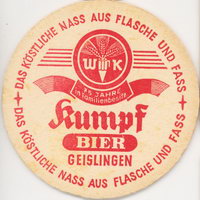 DAS KÖSTLICHE NASS AUS FLASCHE UND FASS
W K
75 JAHRE
in Familienbesitz
Kumpf
BIER
GEISLINGEN
DAS KÖSTLICHE NASS AUS FLASCHE UND FASS